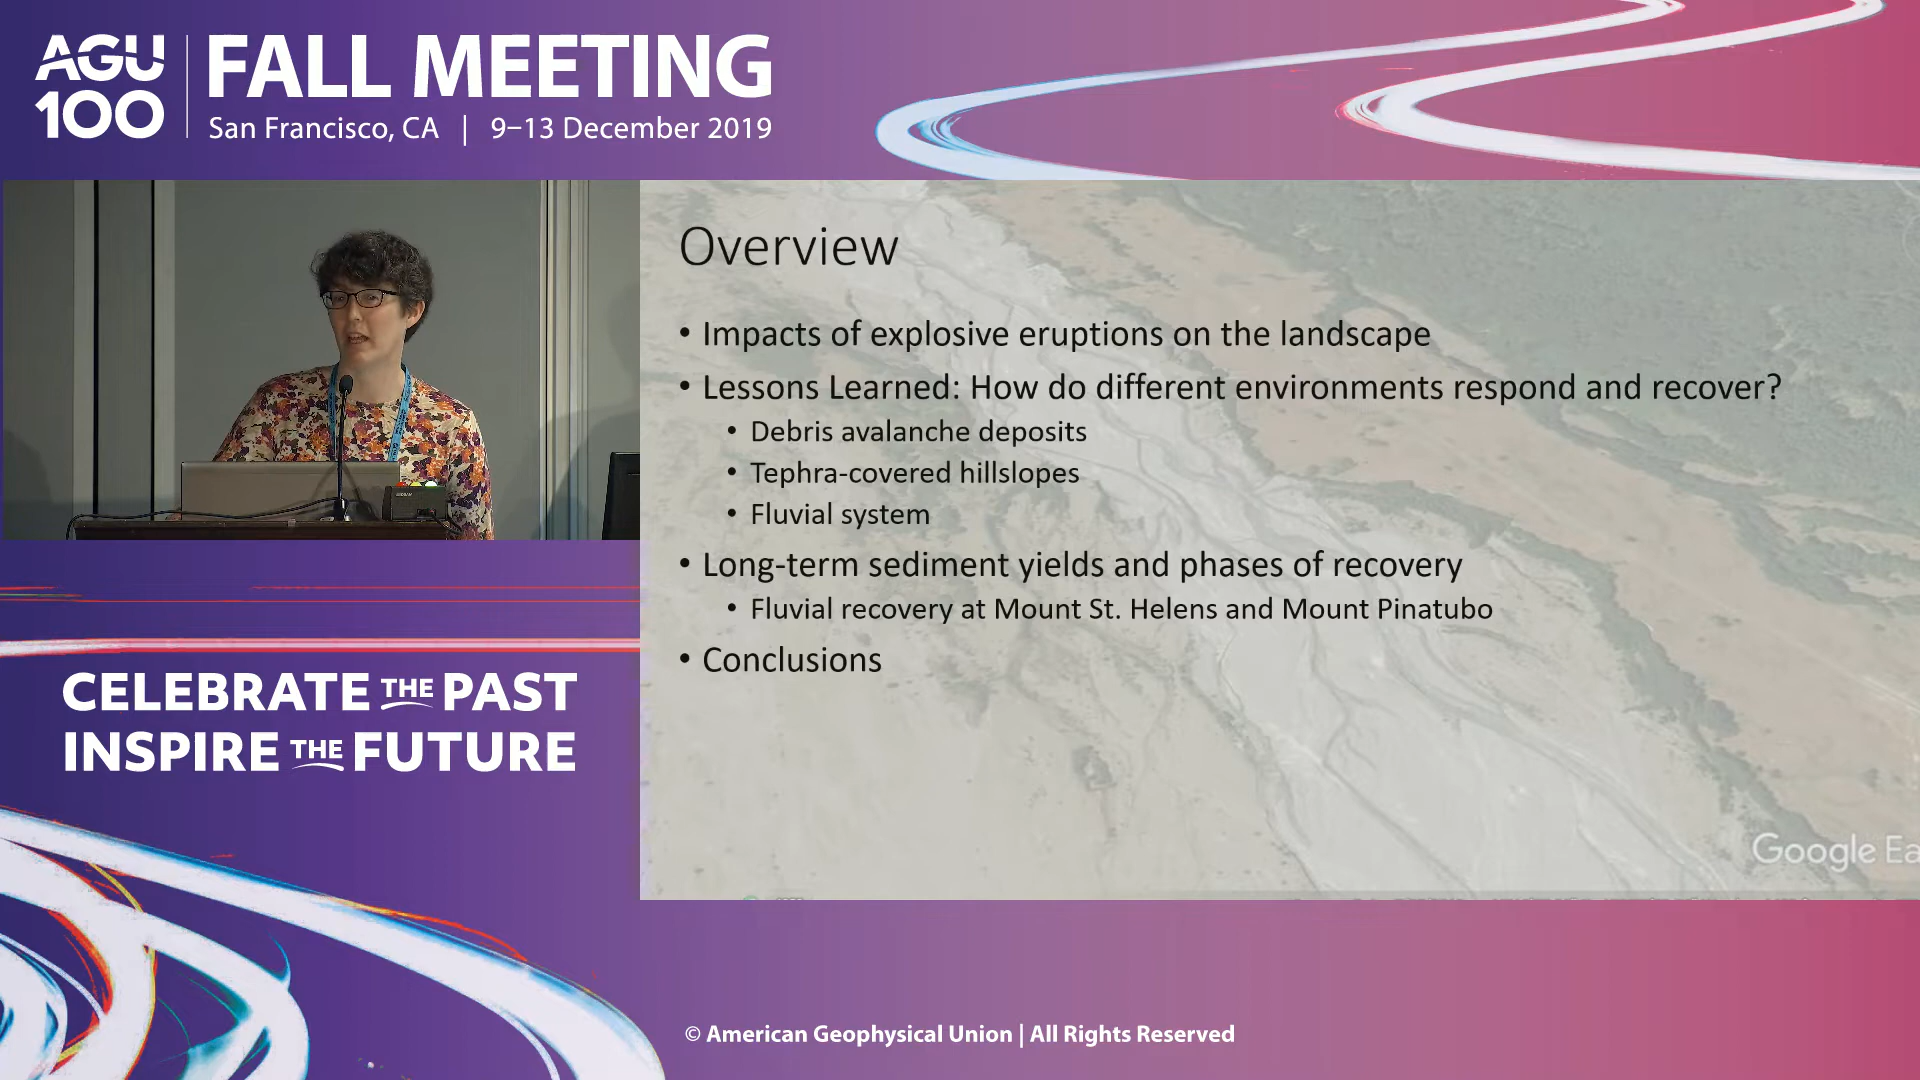 AGU
100
FALL MEETING
San Francisco, CA | 9–13 December 2019
Overview
• Impacts of explosive eruptions on the landscape
• Lessons Learned: How do different environments respond and recover?
• Debris avalanche deposits
• Tephra-covered hillslopes
• Fluvial system
• Long-term sediment yields and phases of recovery
• Fluvial recovery at Mount St. Helens and Mount Pinatubo
• Conclusions
Google Ea
CELEBRATE THE PAST
INSPIRE THE FUTURE
© American Geophysical Union | All Rights Reserved